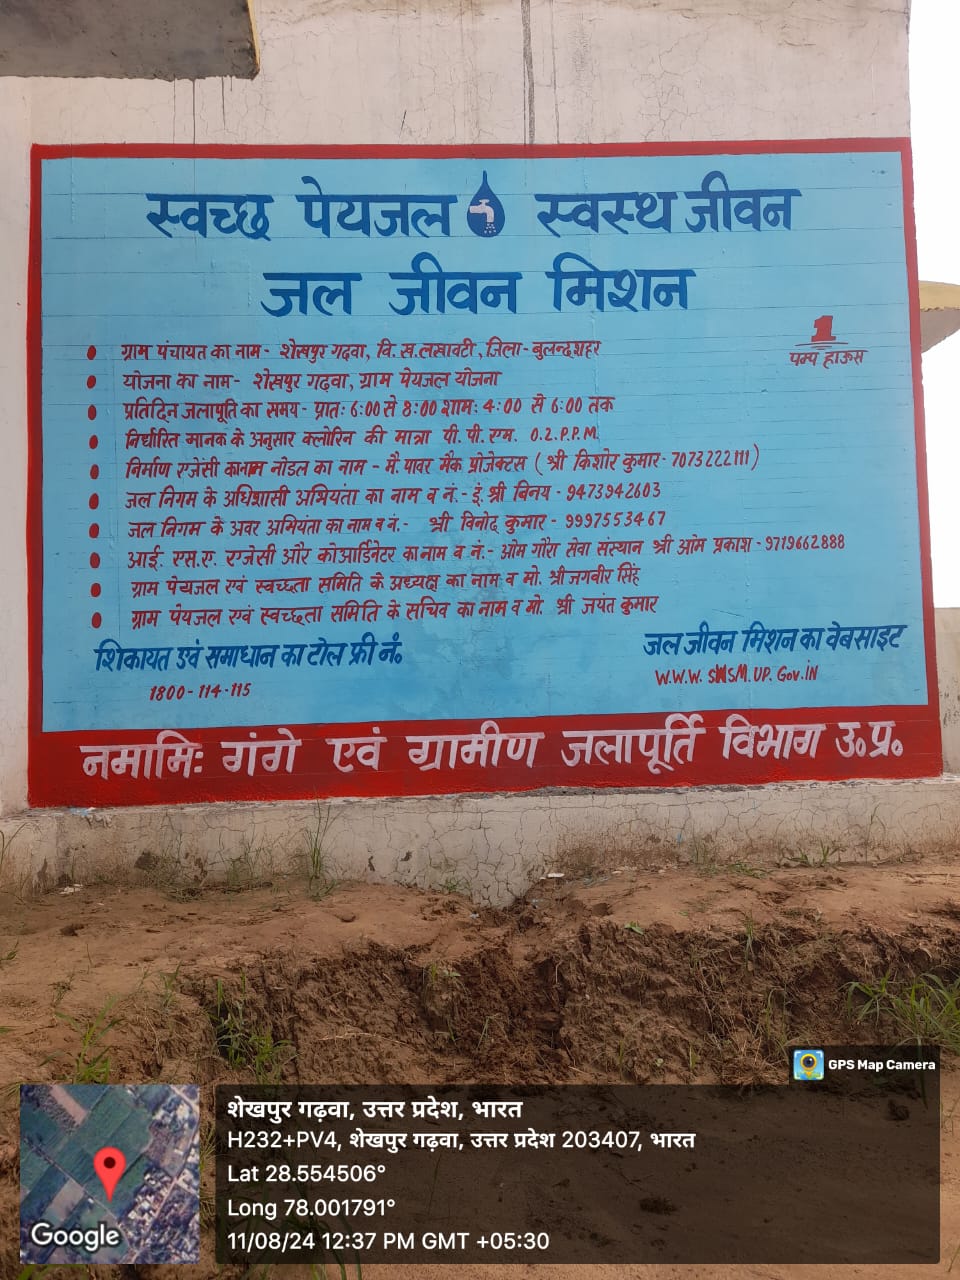 स्वच्छ पेयजल स्वस्थ जीवन
जल जीवन मिशन
1
पम्प हाऊस
ग्राम पंचायत का नाम - शेखपुर गढ़वा, वि.स. लखावटी, जिला - बुलन्दशहर
योजना का नाम - शेखपुर गढ़वा, ग्राम पेयजल योजना
प्रतिदिन जलापूर्ति का समय - प्रातः 6:00 से 8:00 शाम: 4:00 से 6:00 तक
निर्धारित मानक के अनुसार क्लोरिन की मात्रा पी. पी. एम. 0.2.P.P.M.
निर्माण एजेंसी का नाम नोडल का नाम - मै. पावर मैक प्रोजेक्टस (श्री किशोर कुमार - 7073222111)
जल निगम के अधिशासी अभियंता का नाम व नं. - इं. श्री विनय - 9473942603
जल निगम के अवर अभियंता का नाम व नं. - श्री विनोद कुमार - 9997553467
आई. एस. ए. एजेंसी और कोआर्डिनेटर का नाम व नं. - ओम गौरा सेवा संस्थान श्री ओम प्रकाश - 9719662888
ग्राम पेयजल एवं स्वच्छता समिति के अध्यक्ष का नाम व मो. श्री जगवीर सिंह
ग्राम पेयजल एवं स्वच्छता समिति के सचिव का नाम व मो. श्री जयंत कुमार
शिकायत एवं समाधान का टोल फ्री नं.
1800-114-115
जल जीवन मिशन का वेबसाइट
W.W.W. SWSM.UP. Gov.iN
नमामिः गंगे एवं ग्रामीण जलापूर्ति विभाग उ.प्र.
GPS Map Camera
शेखपुर गढ़वा, उत्तर प्रदेश, भारत
H232+PV4, शेखपुर गढ़वा, उत्तर प्रदेश 203407, भारत
Lat 28.554506°
Long 78.001791°
11/08/24 12:37 PM GMT +05:30
Google